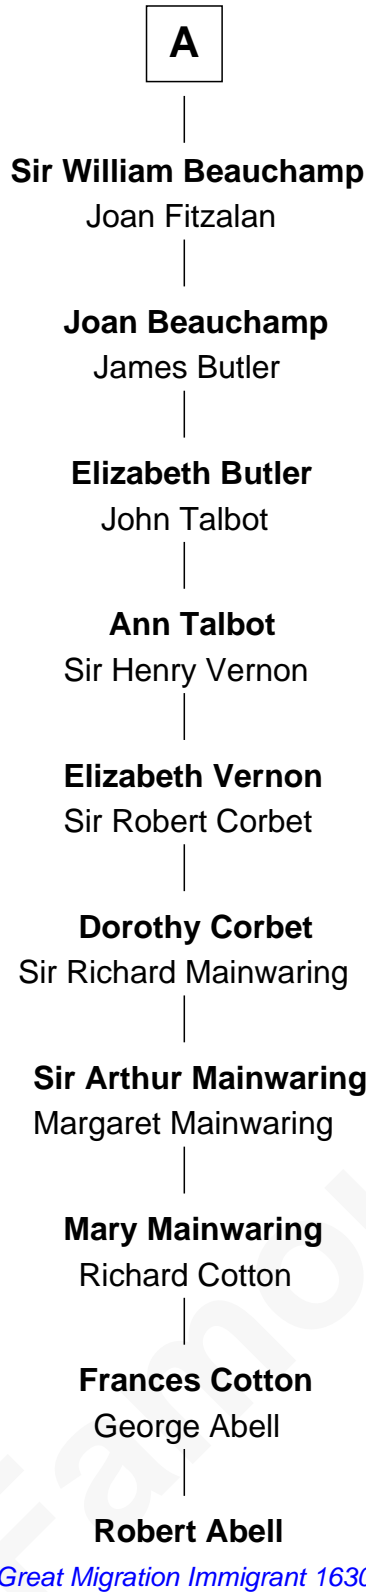 A
Sir William Beauchamp
Joan Fitzalan
Joan Beauchamp
James Butler
Elizabeth Butler
John Talbot
Ann Talbot
Sir Henry Vernon
Elizabeth Vernon
Sir Robert Corbet
Dorothy Corbet
Sir Richard Mainwaring
Sir Arthur Mainwaring
Margaret Mainwaring
Mary Mainwaring
Richard Cotton
Frances Cotton
George Abell
Robert Abell
Great Migration Immigrant 1630